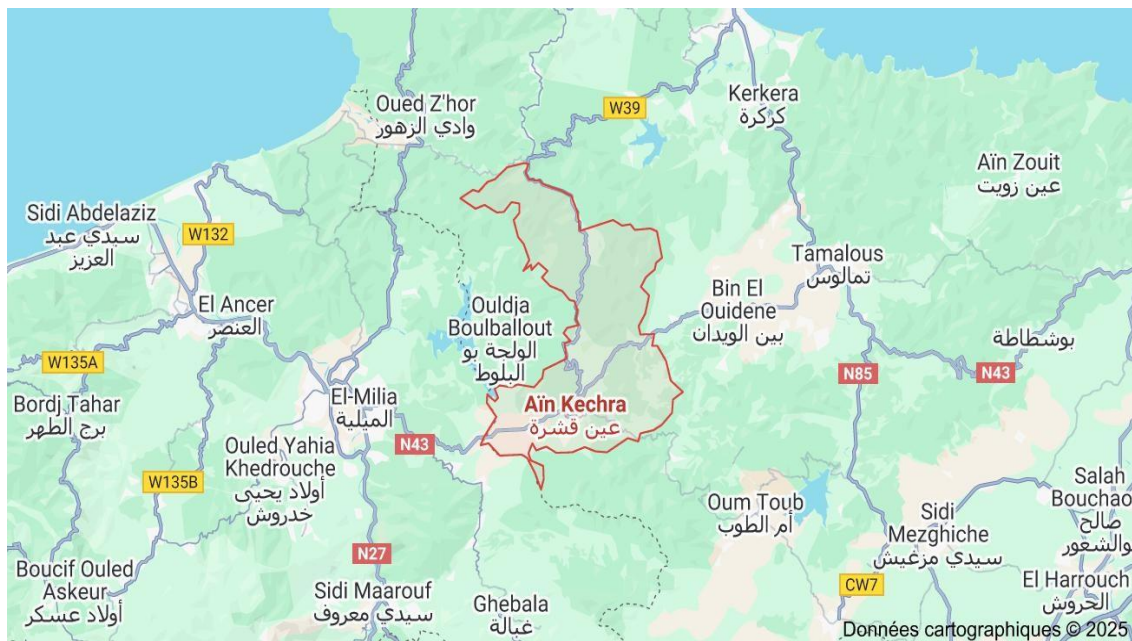 Oued Z'hor
وادي الزهور
W39
Kerkera
كركرة
Aïn Zouit
عين زويت
Sidi Abdelaziz
سيدي عبد
العزيز
W132
Tamalous
تمالوس
El Ancer
العنصر
Ouldja
Boulballout
الولجة بو
البلوط
Bin El
Ouidene
بين الويدان
بوشطاطة
W135A
N85
N43
Bordj Tahar
برج الطهر
El-Milia
الميلية
Aïn Kechra
عين قشرة
N43
Ouled Yahia
Khedrouche
أولاد يحيى
خدروش
W135B
Oum Toub
أم الطوب
Salah
Bouchaou
صالح
بوالشعور
Sidi
Mezghiche
سيدي مزغيش
N27
Boucif Ouled
Askeur
أولاد عسكر
Sidi Maarouf
سيدي معروف
Ghebala
غبالة
CW7
El Harrouch
الحروش
Données cartographiques © 2025